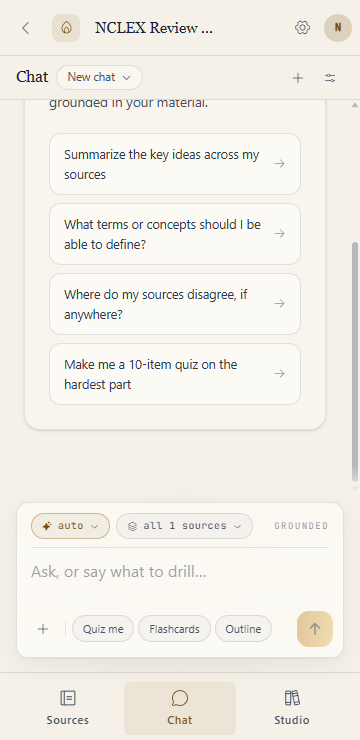 NCLEX Review ...
N
Chat
New chat
grounded in your material.
Summarize the key ideas across my
sources
What terms or concepts should I be
able to define?
Where do my sources disagree, if
anywhere?
Make me a 10-item quiz on the
hardest part
auto
all 1 sources
GROUNDED
Ask, or say what to drill...
Quiz me
Flashcards
Outline
Sources
Chat
Studio